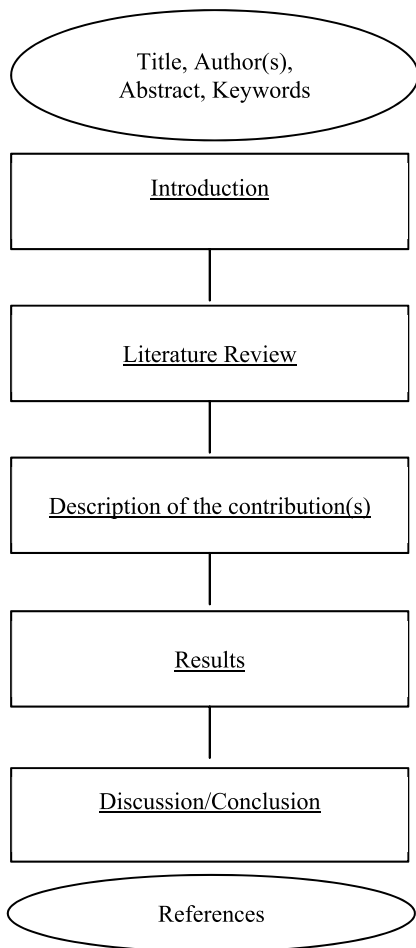 Title, Author(s),
Abstract, Keywords
Introduction
Literature Review
Description of the contribution(s)
Results
Discussion/Conclusion
References